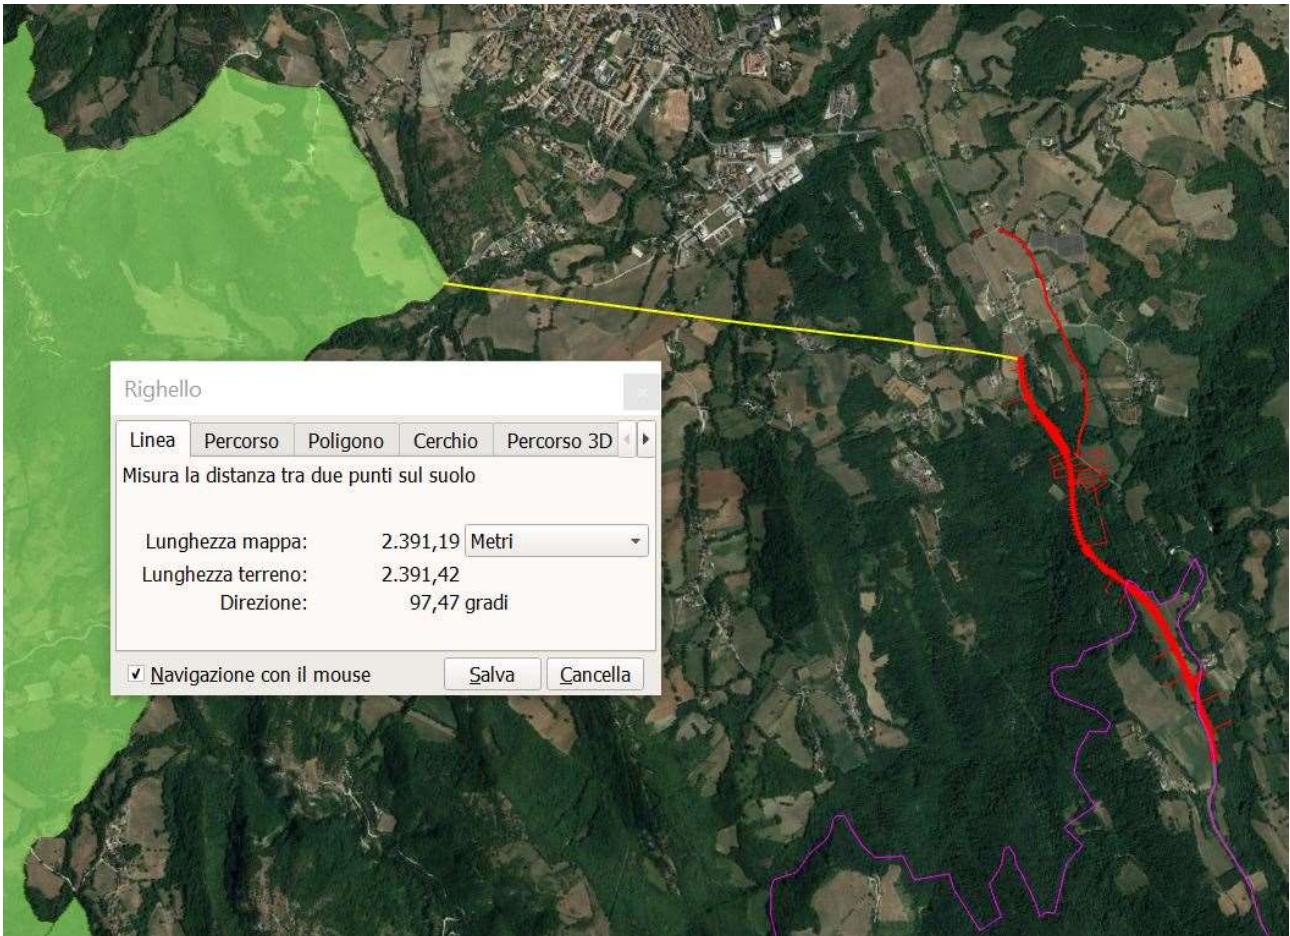 Righello
Linea Percorso Poligono Cerchio Percorso 3D
Misura la distanza tra due punti sul suolo
Lunghezza mappa: 2.391,19 Metri
Lunghezza terreno: 2.391,42
Direzione: 97,47 gradi
Navigazione con il mouse Salva Cancella